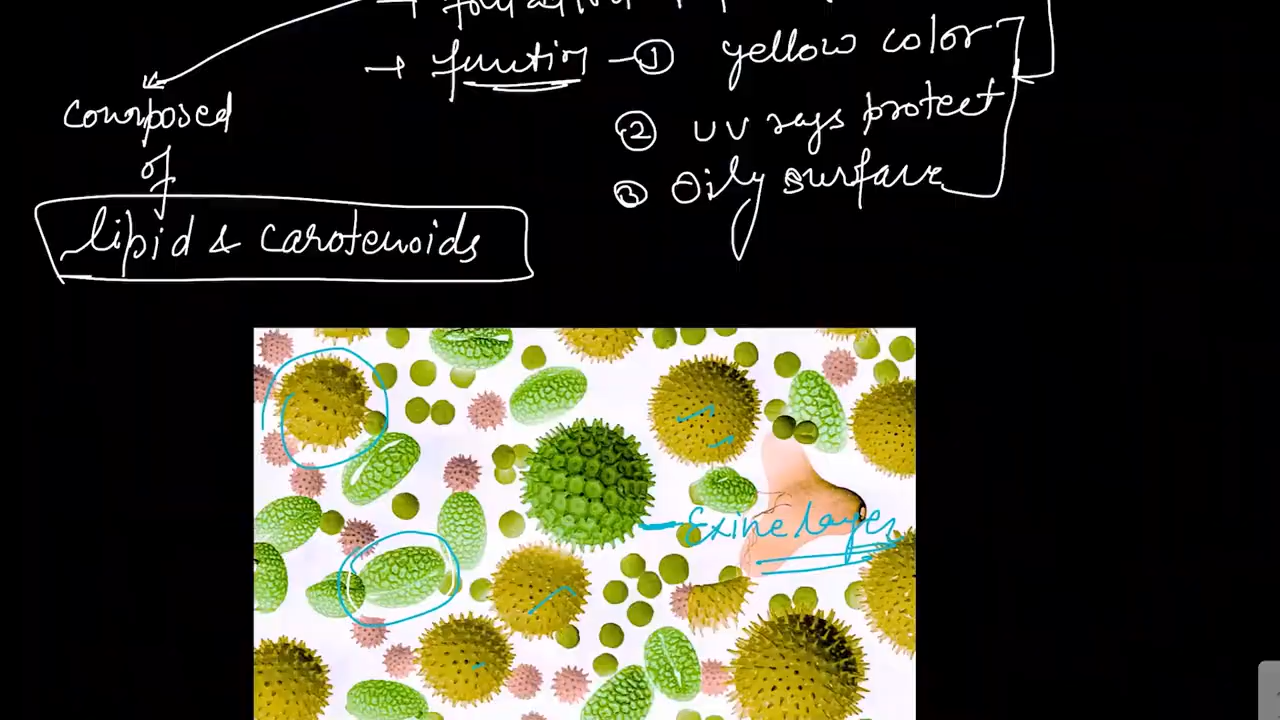 → function - ① yellow color
② UV rays protect
③ Oily surface
composed
of
lipid & carotenoids
Exine layer